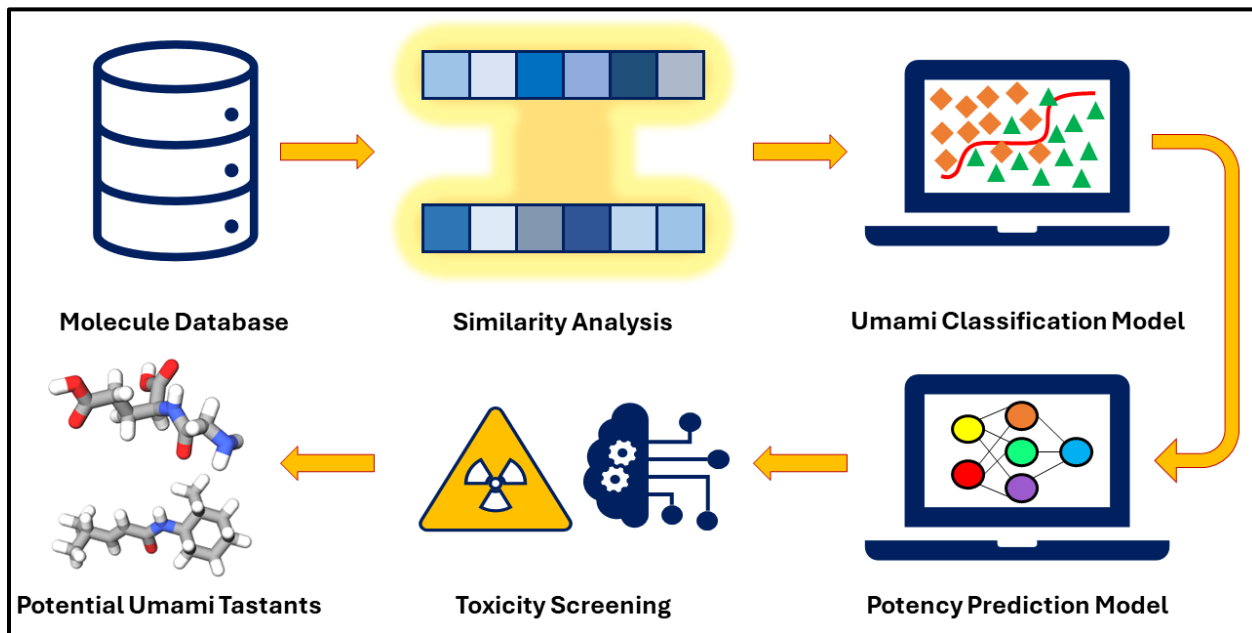 Molecule Database
Similarity Analysis
Umami Classification Model
Potential Umami Tastants
Toxicity Screening
Potency Prediction Model